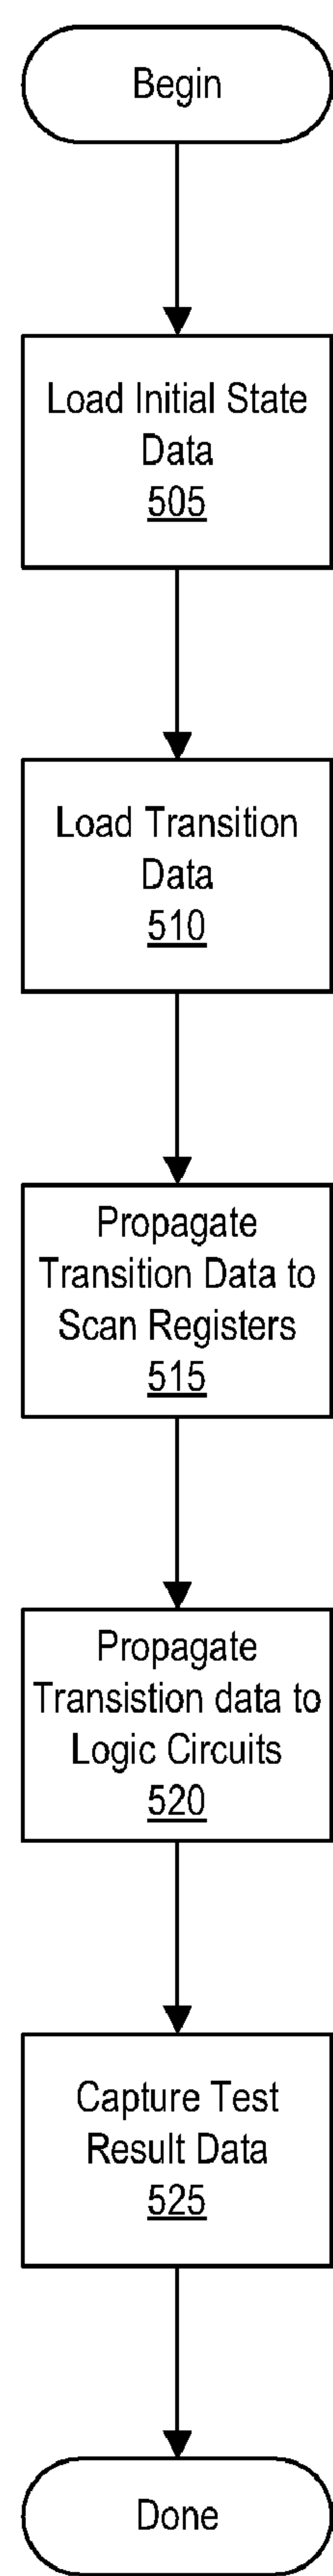 Begin
Load Initial State
Data
505
Load Transition
Data
510
Propagate
Transition Data to
Scan Registers
515
Propagate
Transistion data to
Logic Circuits
520
Capture Test
Result Data
525
Done